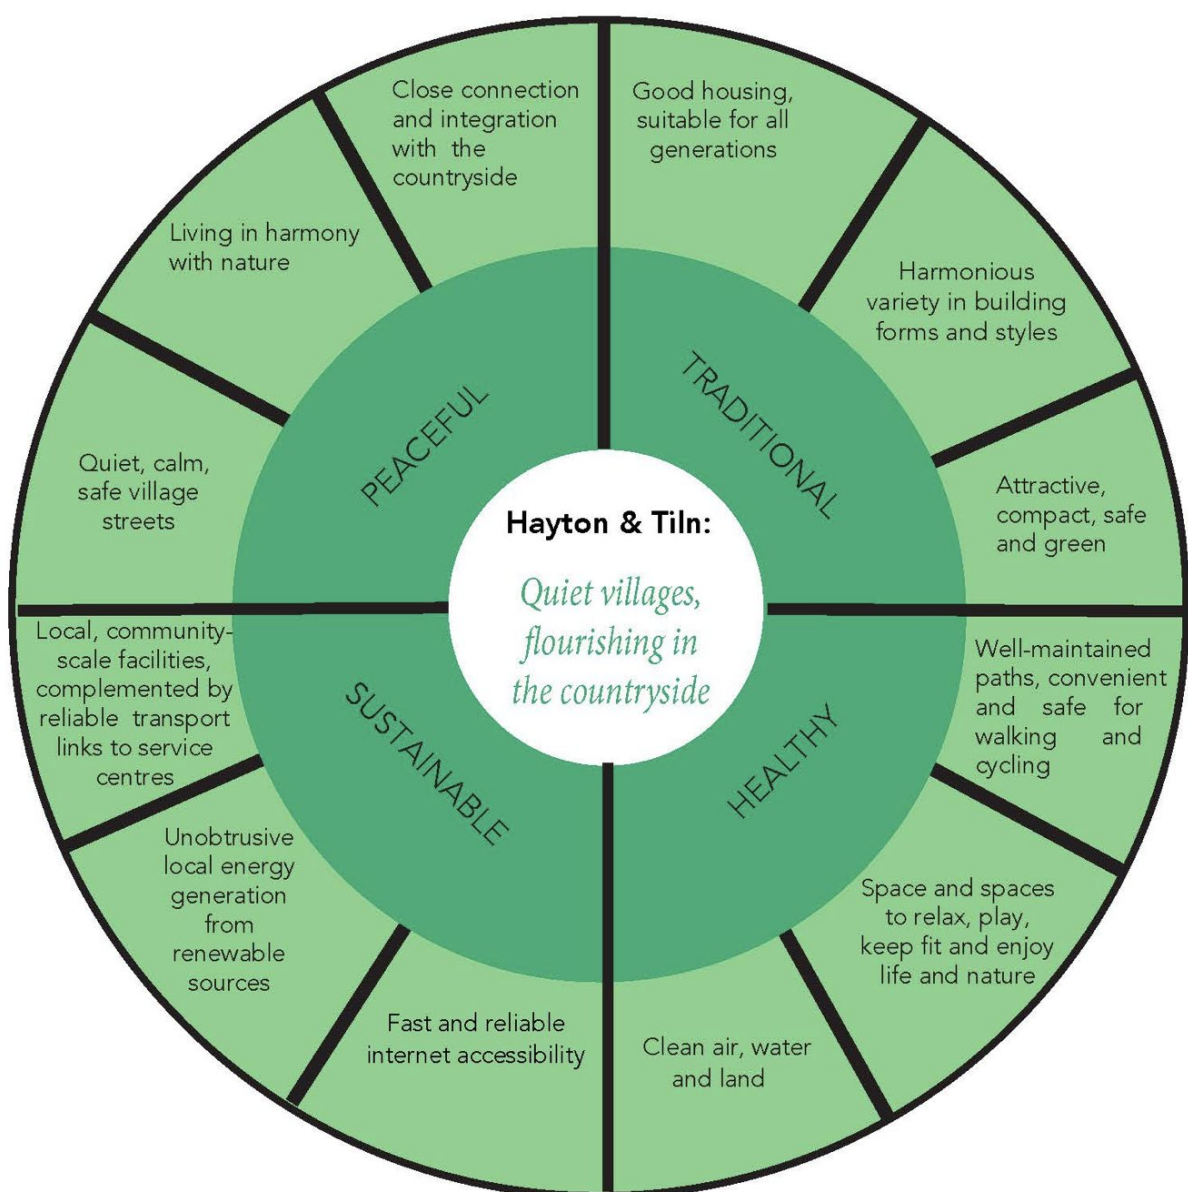 Close connection
and integration
with the
countryside
Good housing,
suitable for all
generations
Living in harmony
with nature
Harmonious
variety in building
forms and styles
PEACEFUL
TRADITIONAL
Quiet, calm,
safe village
streets
Attractive,
compact, safe
and green
Hayton & Tiln:
Quiet villages,
flourishing in
the countryside
Local, community-
scale facilities,
complemented by
reliable transport
links to service
centres
SUSTAINABLE
HEALTHY
Well-maintained
paths, convenient
and safe for
walking and
cycling
Unobtrusive
local energy
generation
from
renewable
sources
Space and spaces
to relax, play,
keep fit and enjoy
life and nature
Fast and reliable
internet accessibility
Clean air, water
and land